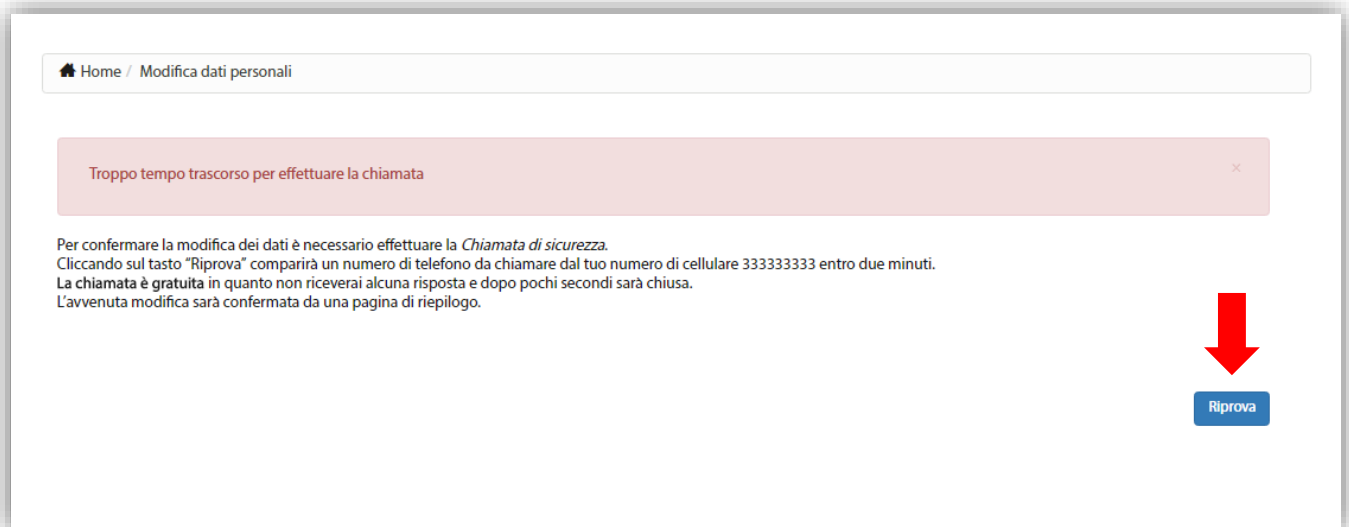 Home / Modifica dati personali
Troppo tempo trascorso per effettuare la chiamata ×
Per confermare la modifica dei dati è necessario effettuare la Chiamata di sicurezza.
Cliccando sul tasto “Riprova” comparirà un numero di telefono da chiamare dal tuo numero di cellulare 333333333 entro due minuti.
La chiamata è gratuita in quanto non riceverai alcuna risposta e dopo pochi secondi sarà chiusa.
L’avvenuta modifica sarà confermata da una pagina di riepilogo.
Riprova